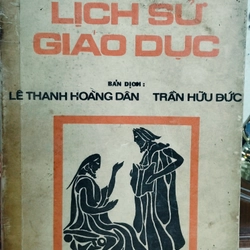 LỊCH SỬ
GIÁO DỤC
BẢN DỊCH :
LÊ THANH HOÀNG DÂN TRẦN HỮU ĐỨC